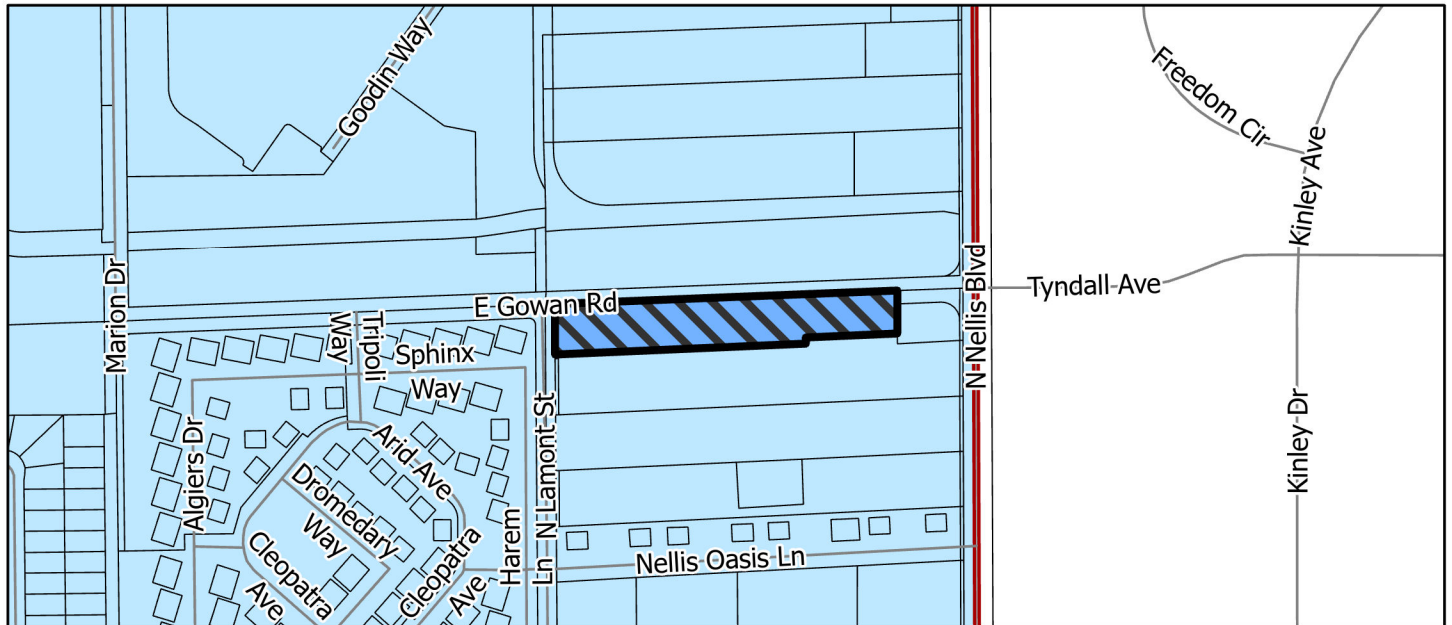 Goodin Way
Freedom Cir
Kinley Ave
Marion Dr
E Gowan Rd
N Nellis Blvd
Tyndall Ave
Tripoli
Way
Sphinx
Way
Algiers Dr
Arid Ave
N Lamont St
Kinley Dr
Dromedary
Way
Cleopatra
Ave
Cleopatra
Ave
Harem
Ln
Nellis Oasis Ln